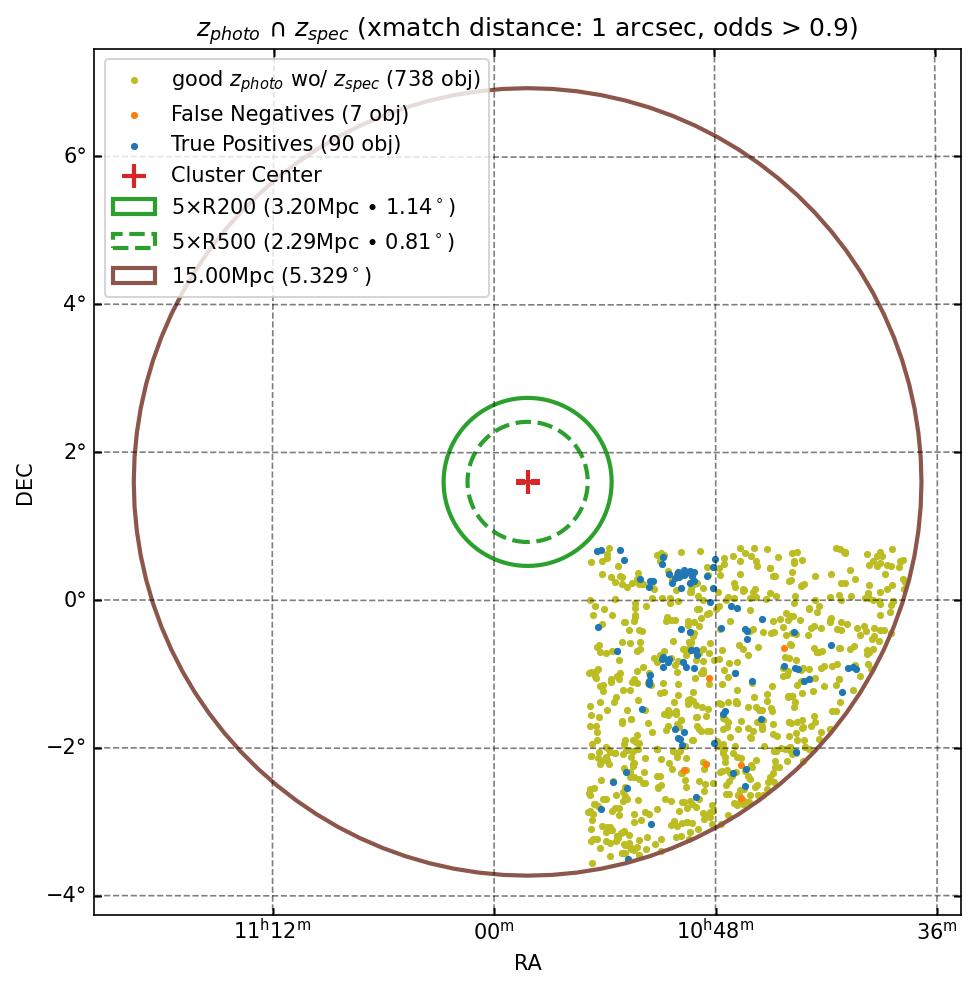 z_photo ∩ z_spec (xmatch distance: 1 arcsec, odds > 0.9)
good z_photo wo/ z_spec (738 obj)
False Negatives (7 obj)
True Positives (90 obj)
Cluster Center
5×R200 (3.20Mpc • 1.14°)
5×R500 (2.29Mpc • 0.81°)
15.00Mpc (5.329°)
6°
4°
2°
0°
−2°
−4°
DEC
11ʰ12ᵐ 00ᵐ 10ʰ48ᵐ 36ᵐ
RA